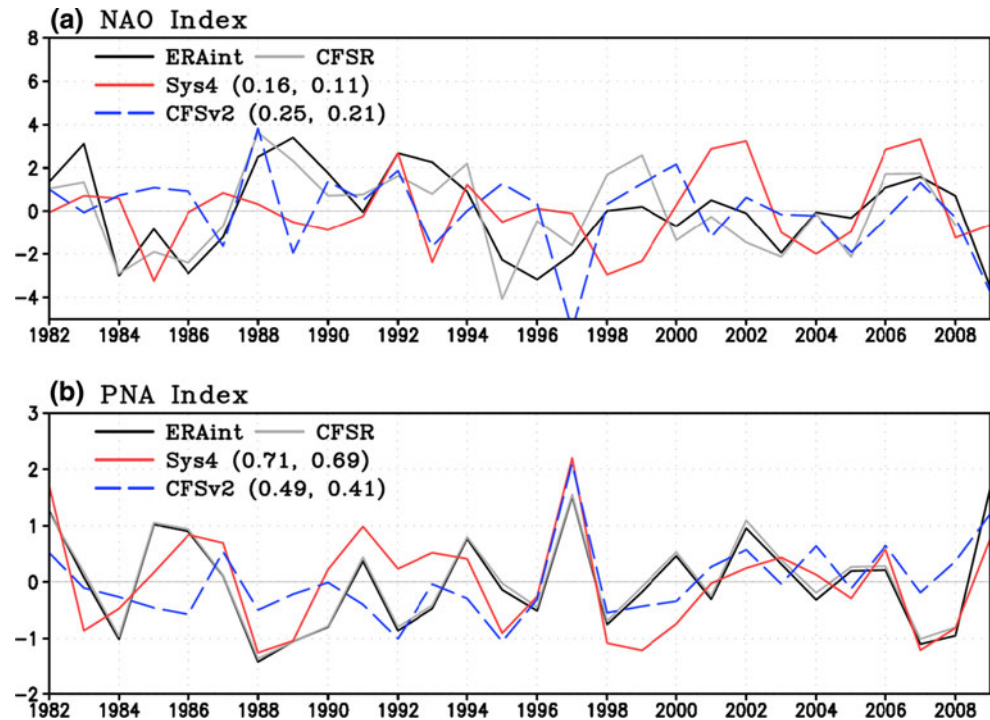 (a) NAO Index
8
ERAint CFSR
6
Sys4 (0.16, 0.11)
CFSv2 (0.25, 0.21)
4
2
0
−2
−4
1982 1984 1986 1988 1990 1992 1994 1996 1998 2000 2002 2004 2006 2008
(b) PNA Index
3
ERAint CFSR
Sys4 (0.71, 0.69)
2
CFSv2 (0.49, 0.41)
1
0
−1
−2
1982 1984 1986 1988 1990 1992 1994 1996 1998 2000 2002 2004 2006 2008